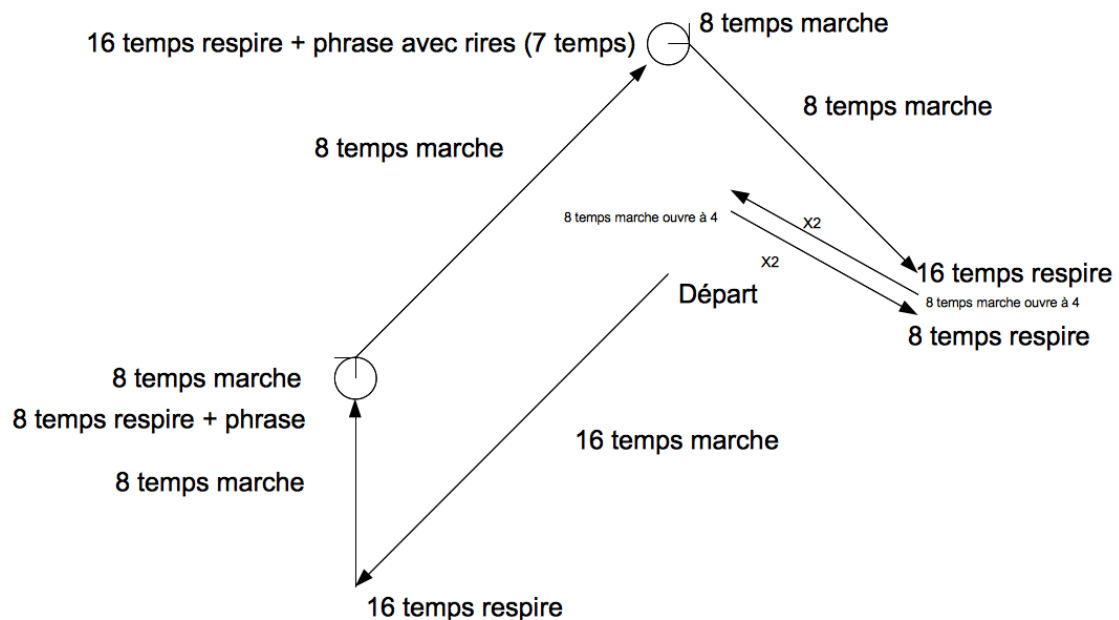 8 temps marche
16 temps respire + phrase avec rires (7 temps)
8 temps marche
8 temps marche
8 temps marche ouvre à 4
X2
X2
16 temps respire
Départ
8 temps marche ouvre à 4
8 temps respire
8 temps marche
8 temps respire + phrase
16 temps marche
8 temps marche
16 temps respire